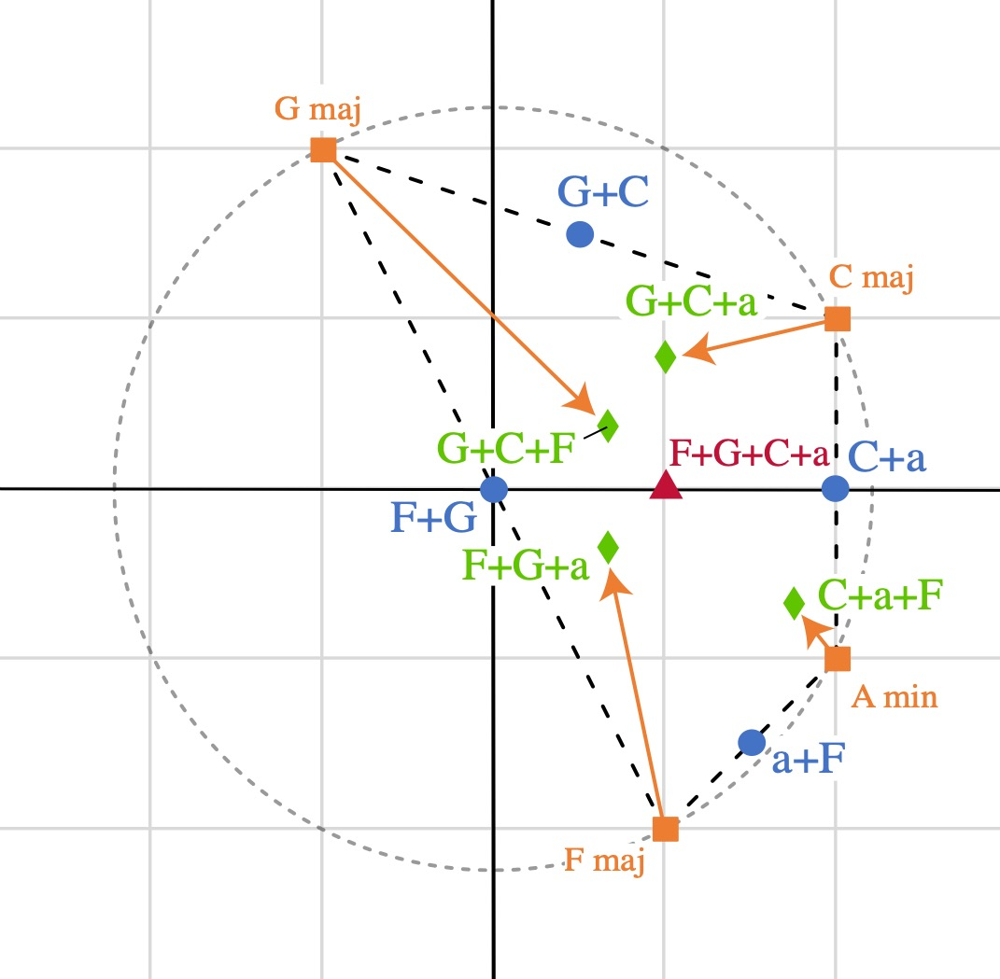 G maj
G+C
C maj
G+C+a
G+C+F
F+G+C+a
C+a
F+G
F+G+a
C+a+F
A min
a+F
F maj